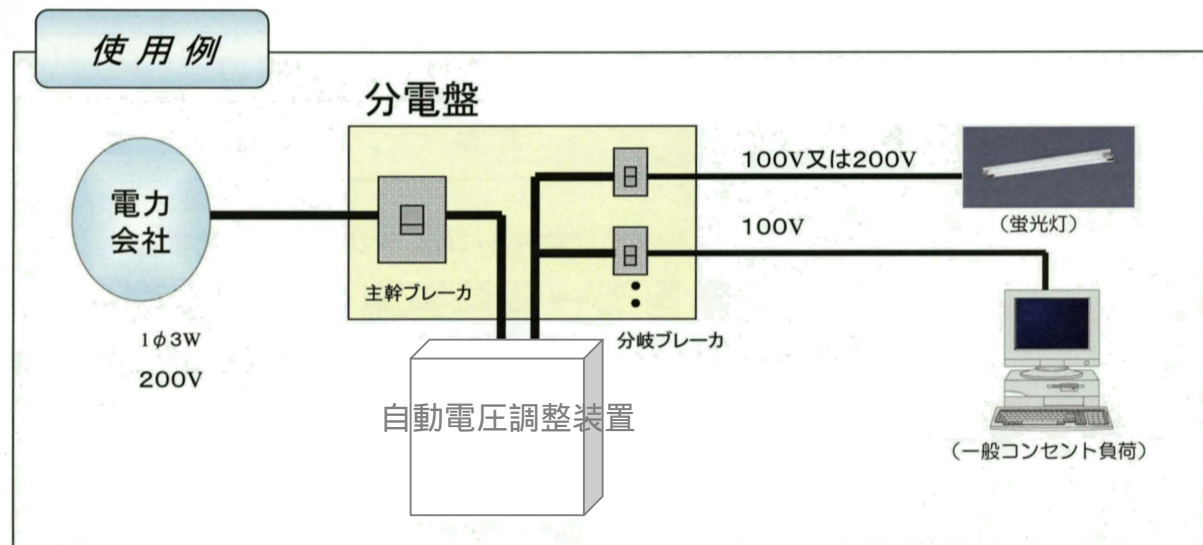 使用例
分電盤
電力
会社
1φ3W
200V
主幹ブレーカ
分岐ブレーカ
100V又は200V
(蛍光灯)
100V
(一般コンセント負荷)
自動電圧調整装置